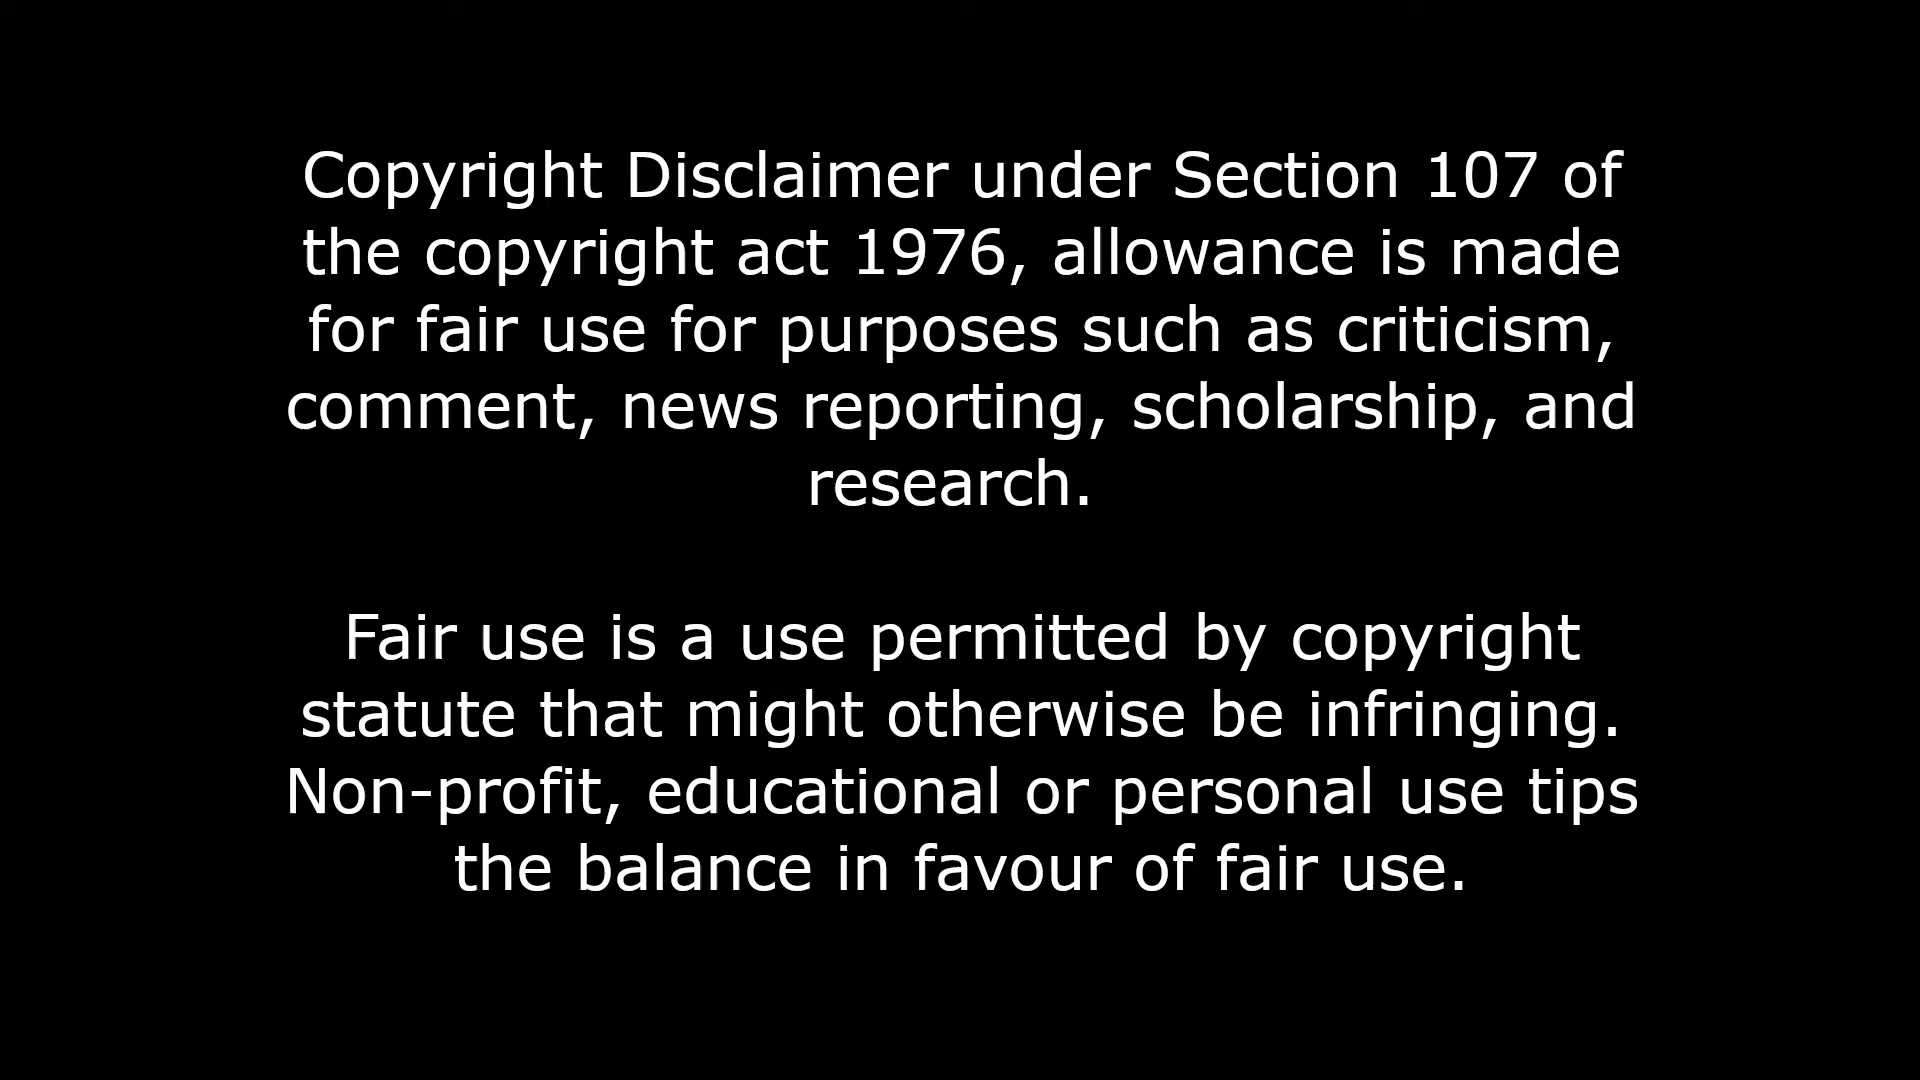 Copyright Disclaimer under Section 107 of
the copyright act 1976, allowance is made
for fair use for purposes such as criticism,
comment, news reporting, scholarship, and
research.
Fair use is a use permitted by copyright
statute that might otherwise be infringing.
Non-profit, educational or personal use tips
the balance in favour of fair use.